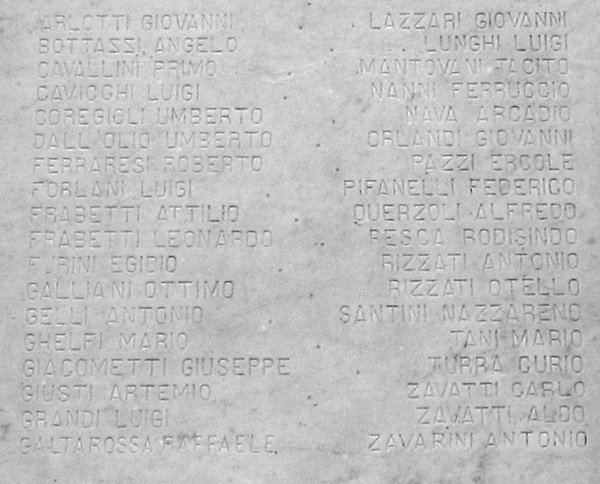 ARLOTTI GIOVANNI
BOTTASSI ANGELO
CAVALLINI PRIMO
CAVICCHI LUIGI
COREGIOLI UMBERTO
DALL'OLIO UMBERTO
FERRARESI ROBERTO
FORLANI LUIGI
FRABETTI ATTILIO
FRABETTI LEONARDO
FURINI EGIDIO
GALLIANI OTTIMO
GELLI ANTONIO
GHELFI MARIO
GIACOMETTI GIUSEPPE
GIUSTI ARTEMIO
GRANDI LUIGI
GALTAROSSA RAFFAELE
LAZZARI GIOVANNI
LUNGHI LUIGI
MANTOVANI TACITO
NANNI FERRUCCIO
NAVA ARCADIO
ORLANDI GIOVANNI
PAZZI ERCOLE
PIFANELLI FEDERICO
QUERZOLI ALFREDO
RESCA RODISINDO
RIZZATI ANTONIO
RIZZATI OTELLO
SANTINI NAZZARENO
TANI MARIO
TURRA CURIO
ZAVATTI CARLO
ZAVATTI ALDO
ZAVARINI ANTONIO